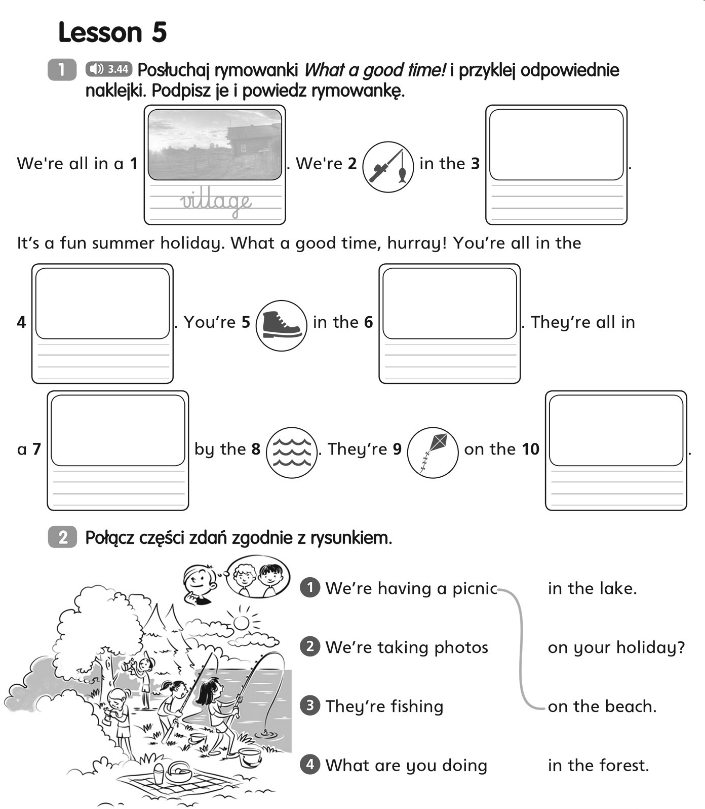 Lesson 5
1 3.44 Posłuchaj rymowanki What a good time! i przyklej odpowiednie
naklejki. Podpisz je i powiedz rymowankę.
We're all in a 1 village . We're 2 in the 3 .
It's a fun summer holiday. What a good time, hurray! You're all in the
4 . You're 5 in the 6 . They're all in
a 7 by the 8 . They're 9 on the 10 .
2 Połącz części zdań zgodnie z rysunkiem.
1 We're having a picnic in the lake.
2 We're taking photos on your holiday?
3 They're fishing on the beach.
4 What are you doing in the forest.